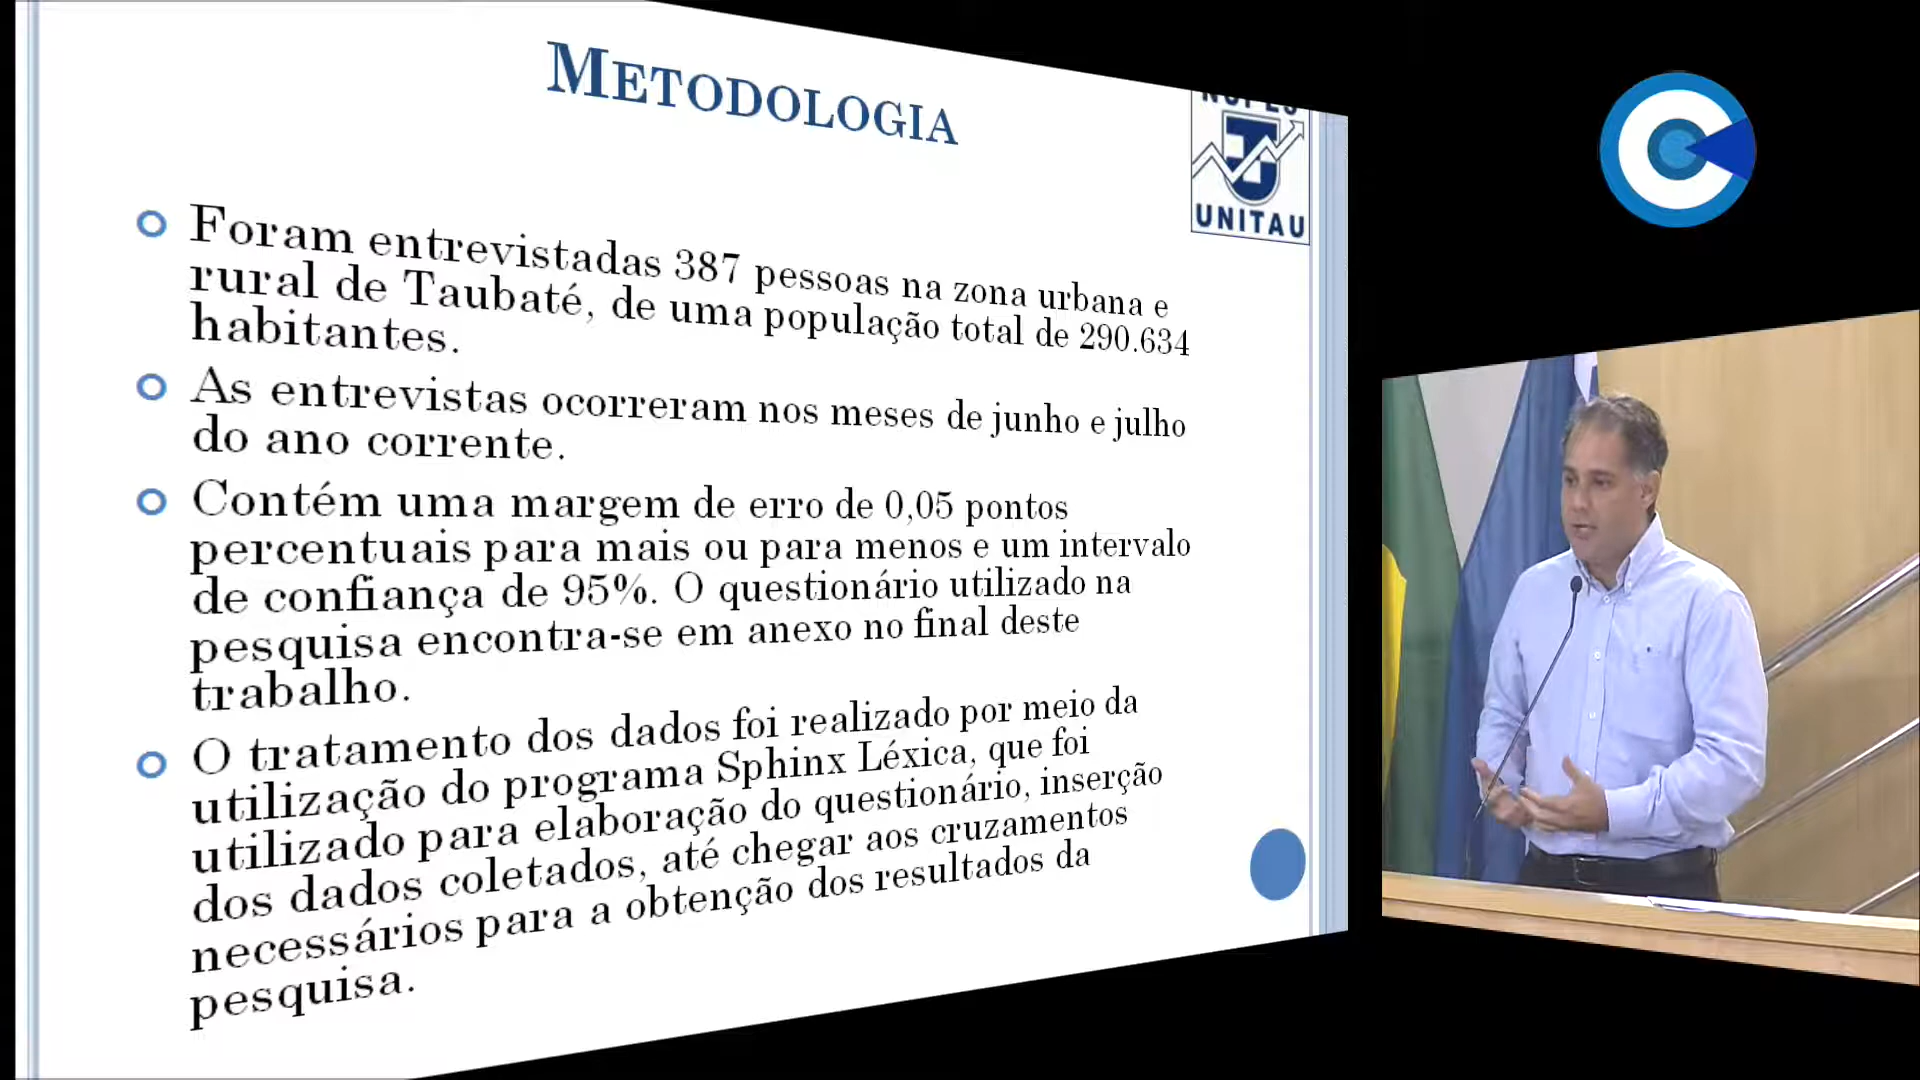 METODOLOGIA
NUPES
UNITAU
Foram entrevistadas 387 pessoas na zona urbana e
rural de Taubaté, de uma população total de 290.634
habitantes.
As entrevistas ocorreram nos meses de junho e julho
do ano corrente.
Contém uma margem de erro de 0,05 pontos
percentuais para mais ou para menos e um intervalo
de confiança de 95%. O questionário utilizado na
pesquisa encontra-se em anexo no final deste
trabalho.
O tratamento dos dados foi realizado por meio da
utilização do programa Sphinx Léxica, que foi
utilizado para elaboração do questionário, inserção
dos dados coletados, até chegar aos cruzamentos
necessários para a obtenção dos resultados da
pesquisa.